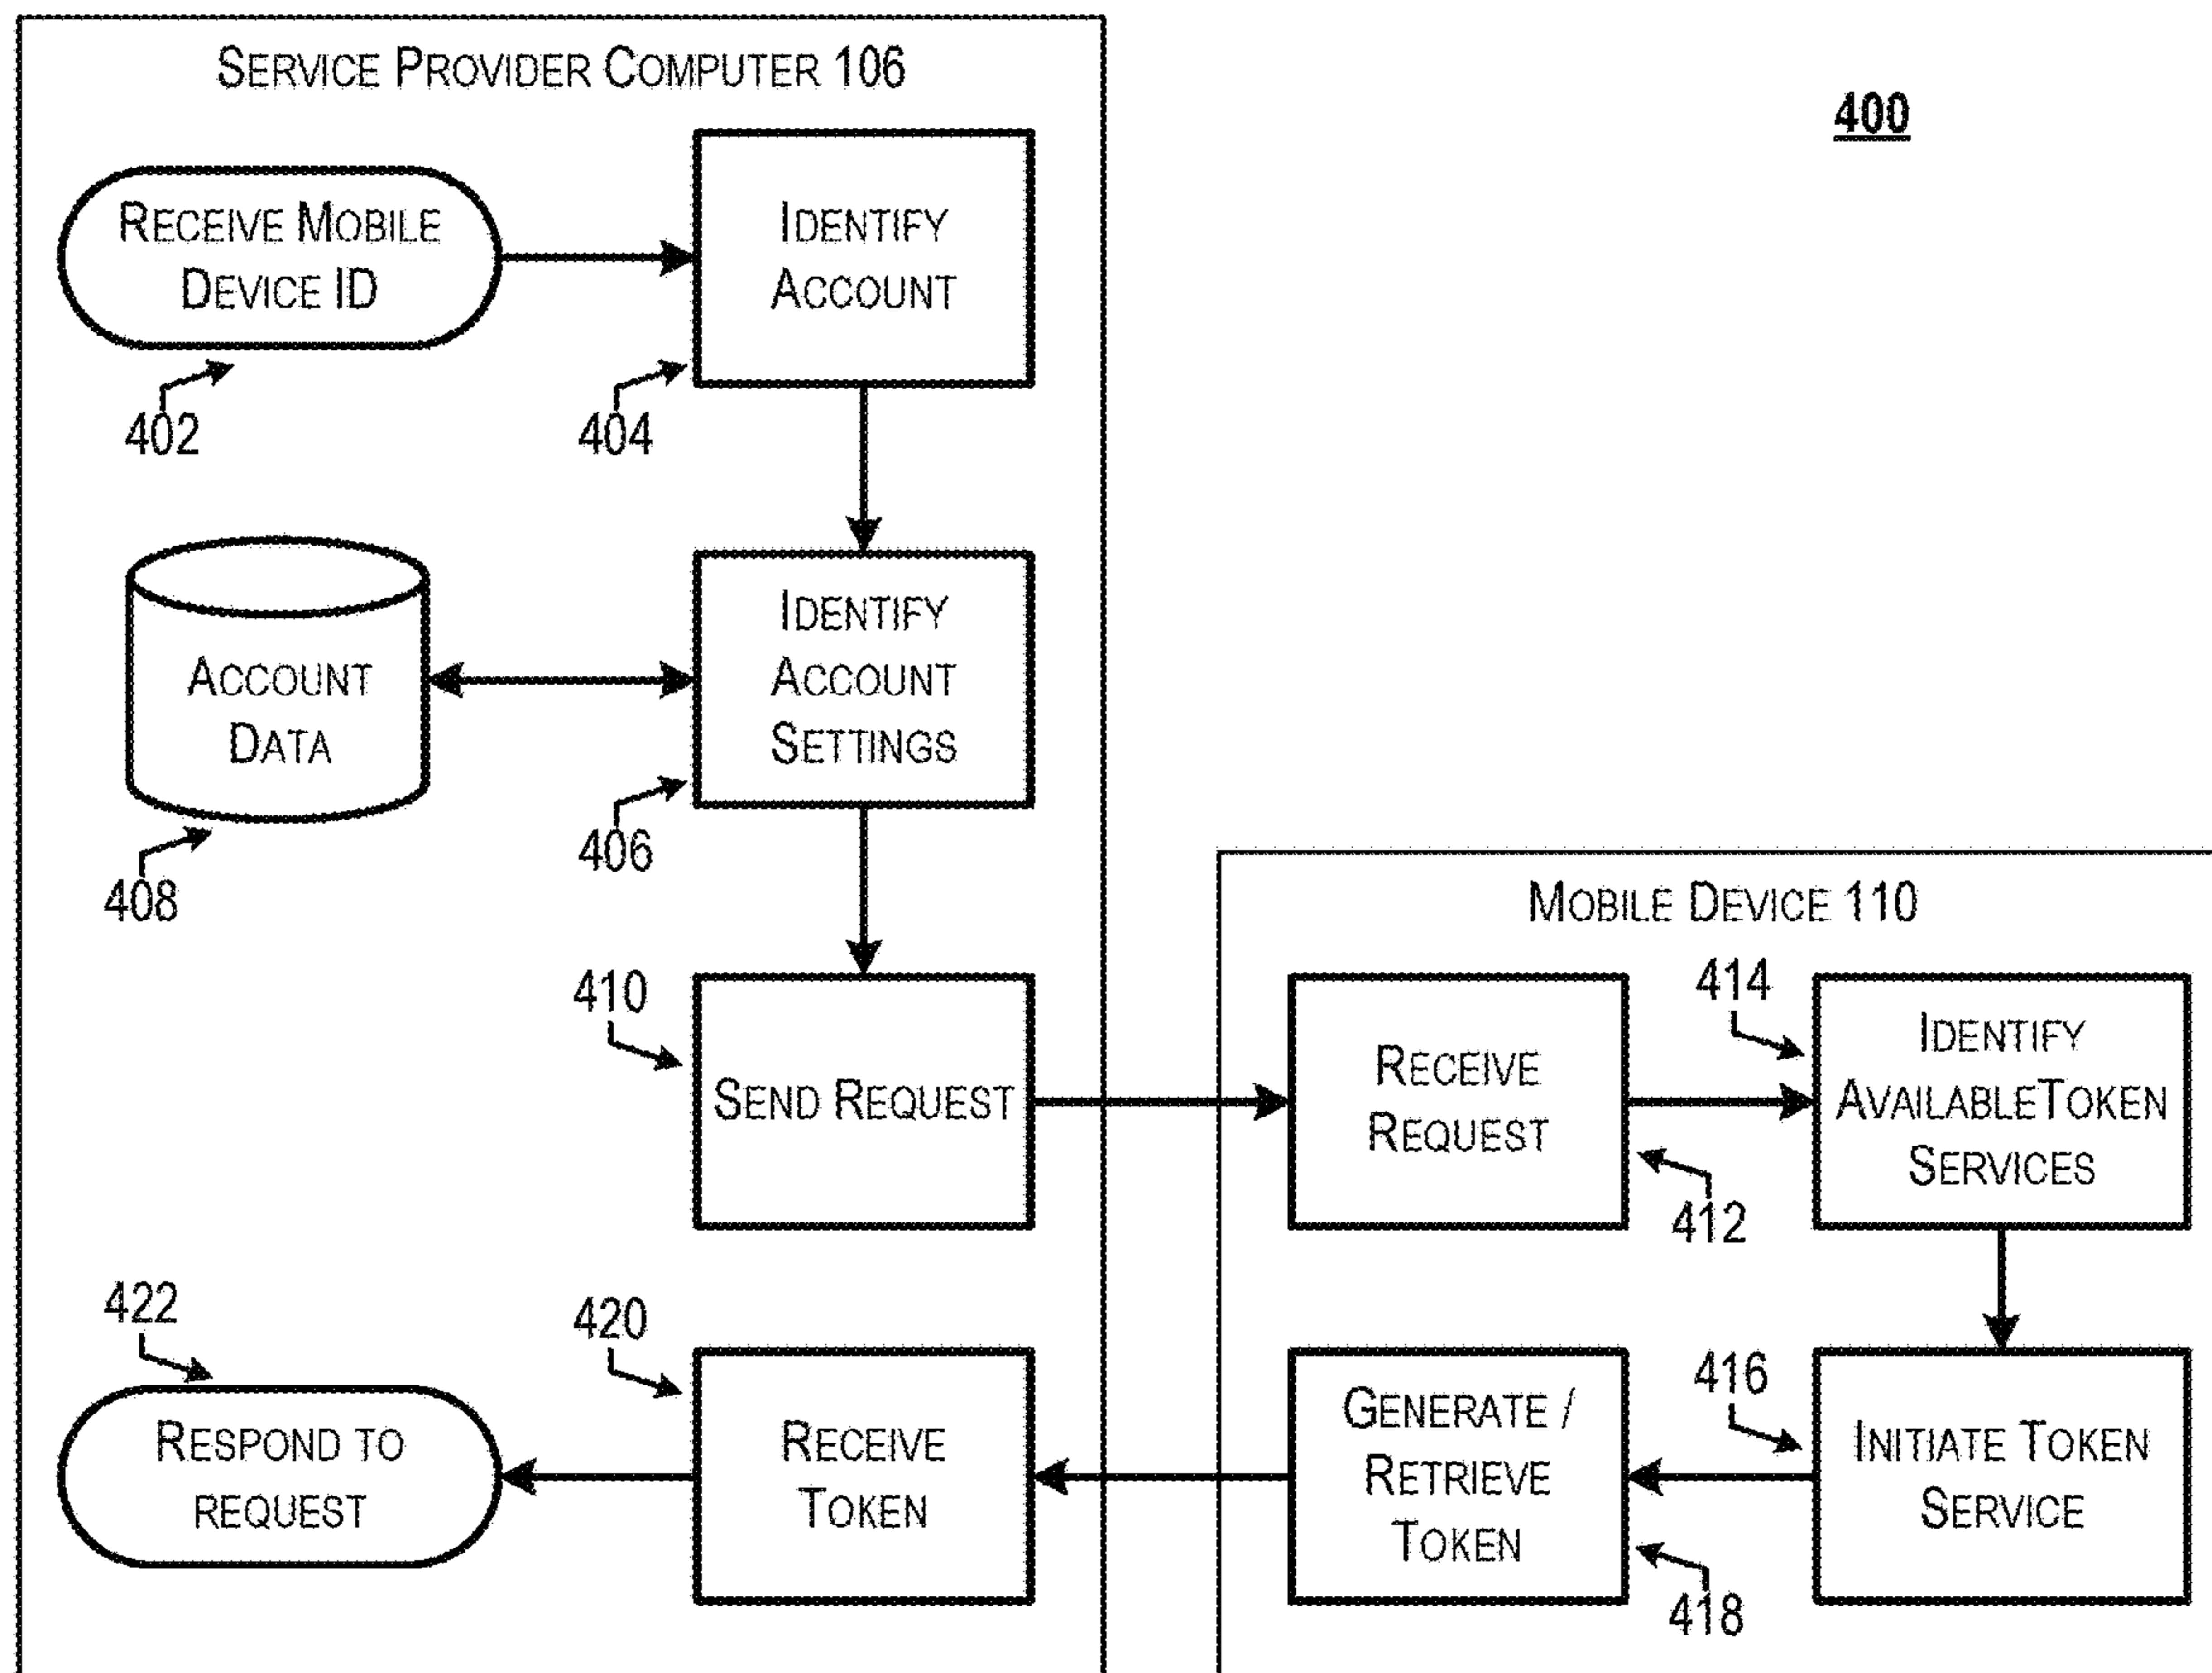 SERVICE PROVIDER COMPUTER 106
400
RECEIVE MOBILE
DEVICE ID
402
IDENTIFY
ACCOUNT
404
ACCOUNT
DATA
408
IDENTIFY
ACCOUNT
SETTINGS
406
MOBILE DEVICE 110
410
SEND REQUEST
RECEIVE
REQUEST
412
414
IDENTIFY
AVAILABLETOKEN
SERVICES
422
RESPOND TO
REQUEST
420
RECEIVE
TOKEN
GENERATE /
RETRIEVE
TOKEN
418
416
INITIATE TOKEN
SERVICE